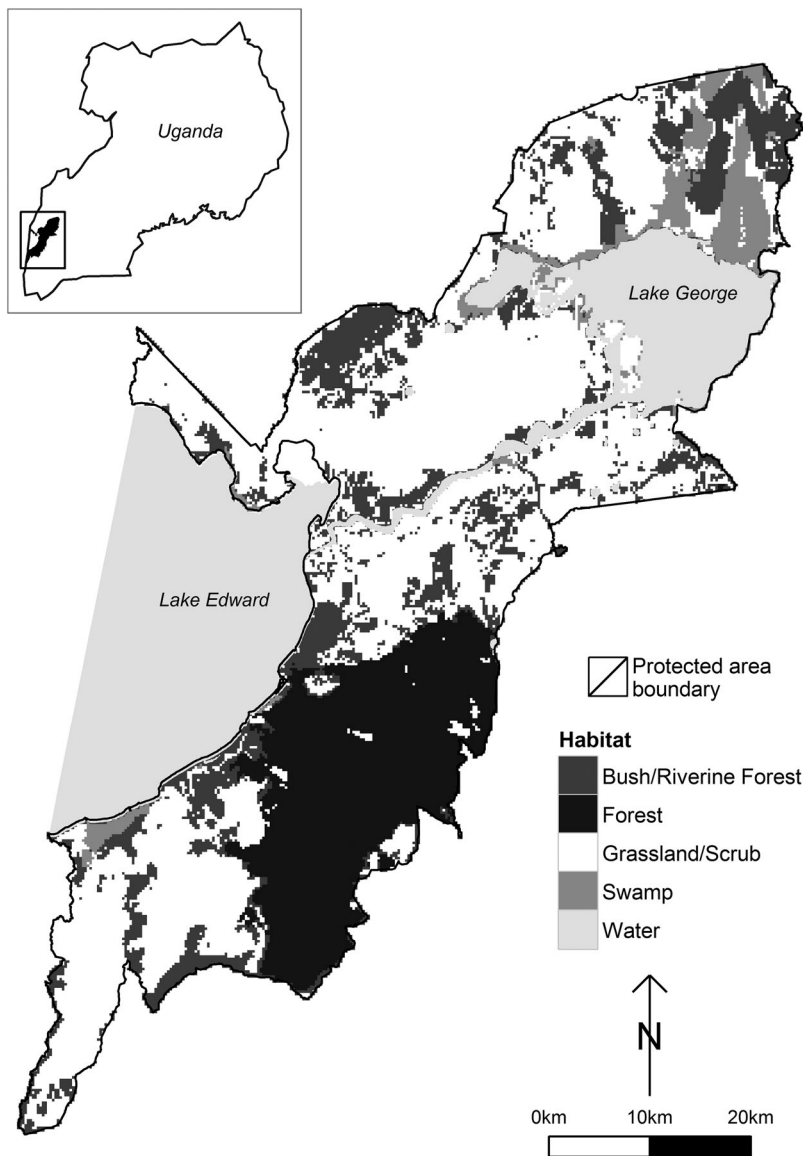 Uganda
Lake George
Lake Edward
Protected area
boundary
Habitat
Bush/Riverine Forest
Forest
Grassland/Scrub
Swamp
Water
N
0km 10km 20km